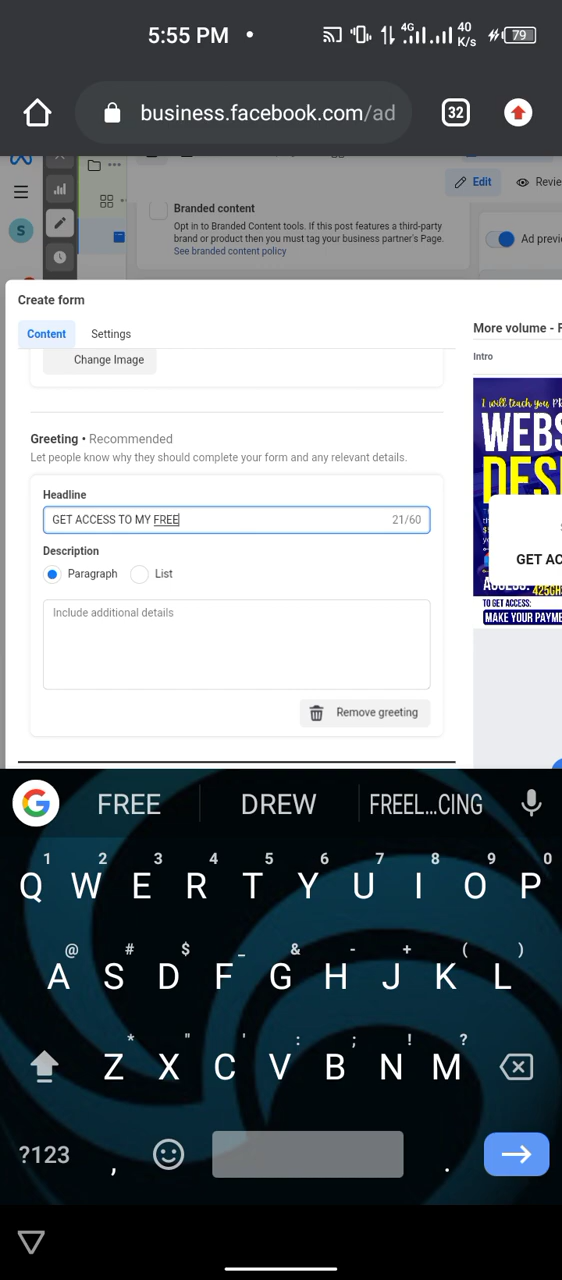 5:55 PM •
4G
40
K/s
79
business.facebook.com/ad
32
Edit
Revie
S
Branded content
Opt in to Branded Content tools. If this post features a third-party
brand or product then you must tag your business partner's Page.
See branded content policy
Ad previ
Create form
Content
Settings
More volume - F
Change Image
Intro
Greeting • Recommended
Let people know why they should complete your form and any relevant details.
Headline
GET ACCESS TO MY FREE
21/60
Description
Paragraph
List
Include additional details
Remove greeting
I will teach you
WEBS
DES
GET AC
ACCESS:
425GH
TO GET ACCESS:
MAKE YOUR PAYME
FREE
DREW
FREEL...CING
1 2 3 4 5 6 7 8 9 0
Q W E R T Y U I O P
@ # $ _ & - + ( )
A S D F G H J K L
* " ' : ; ! ?
Z X C V B N M
?123 , .